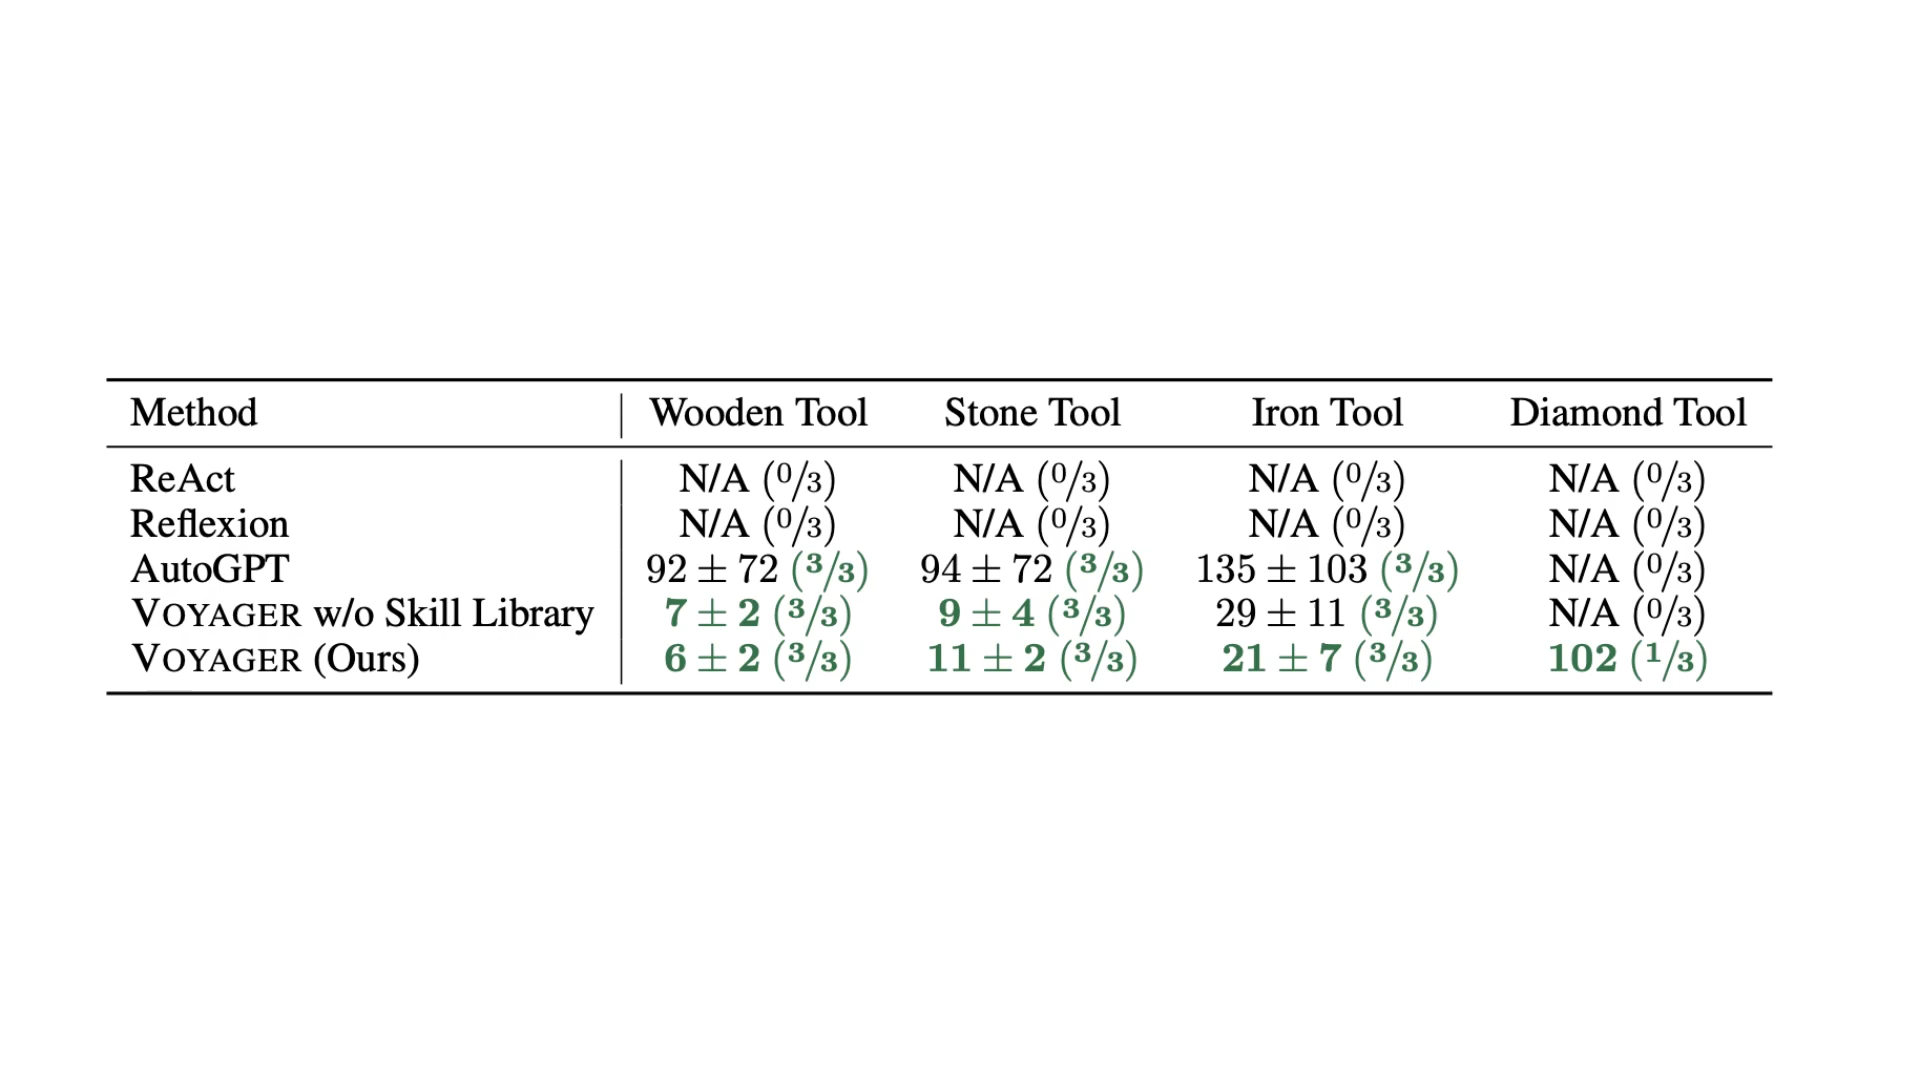 Method Wooden Tool Stone Tool Iron Tool Diamond Tool
ReAct N/A (0/3) N/A (0/3) N/A (0/3) N/A (0/3)
Reflexion N/A (0/3) N/A (0/3) N/A (0/3) N/A (0/3)
AutoGPT 92 ± 72 (3/3) 94 ± 72 (3/3) 135 ± 103 (3/3) N/A (0/3)
VOYAGER w/o Skill Library 7 ± 2 (3/3) 9 ± 4 (3/3) 29 ± 11 (3/3) N/A (0/3)
VOYAGER (Ours) 6 ± 2 (3/3) 11 ± 2 (3/3) 21 ± 7 (3/3) 102 (1/3)